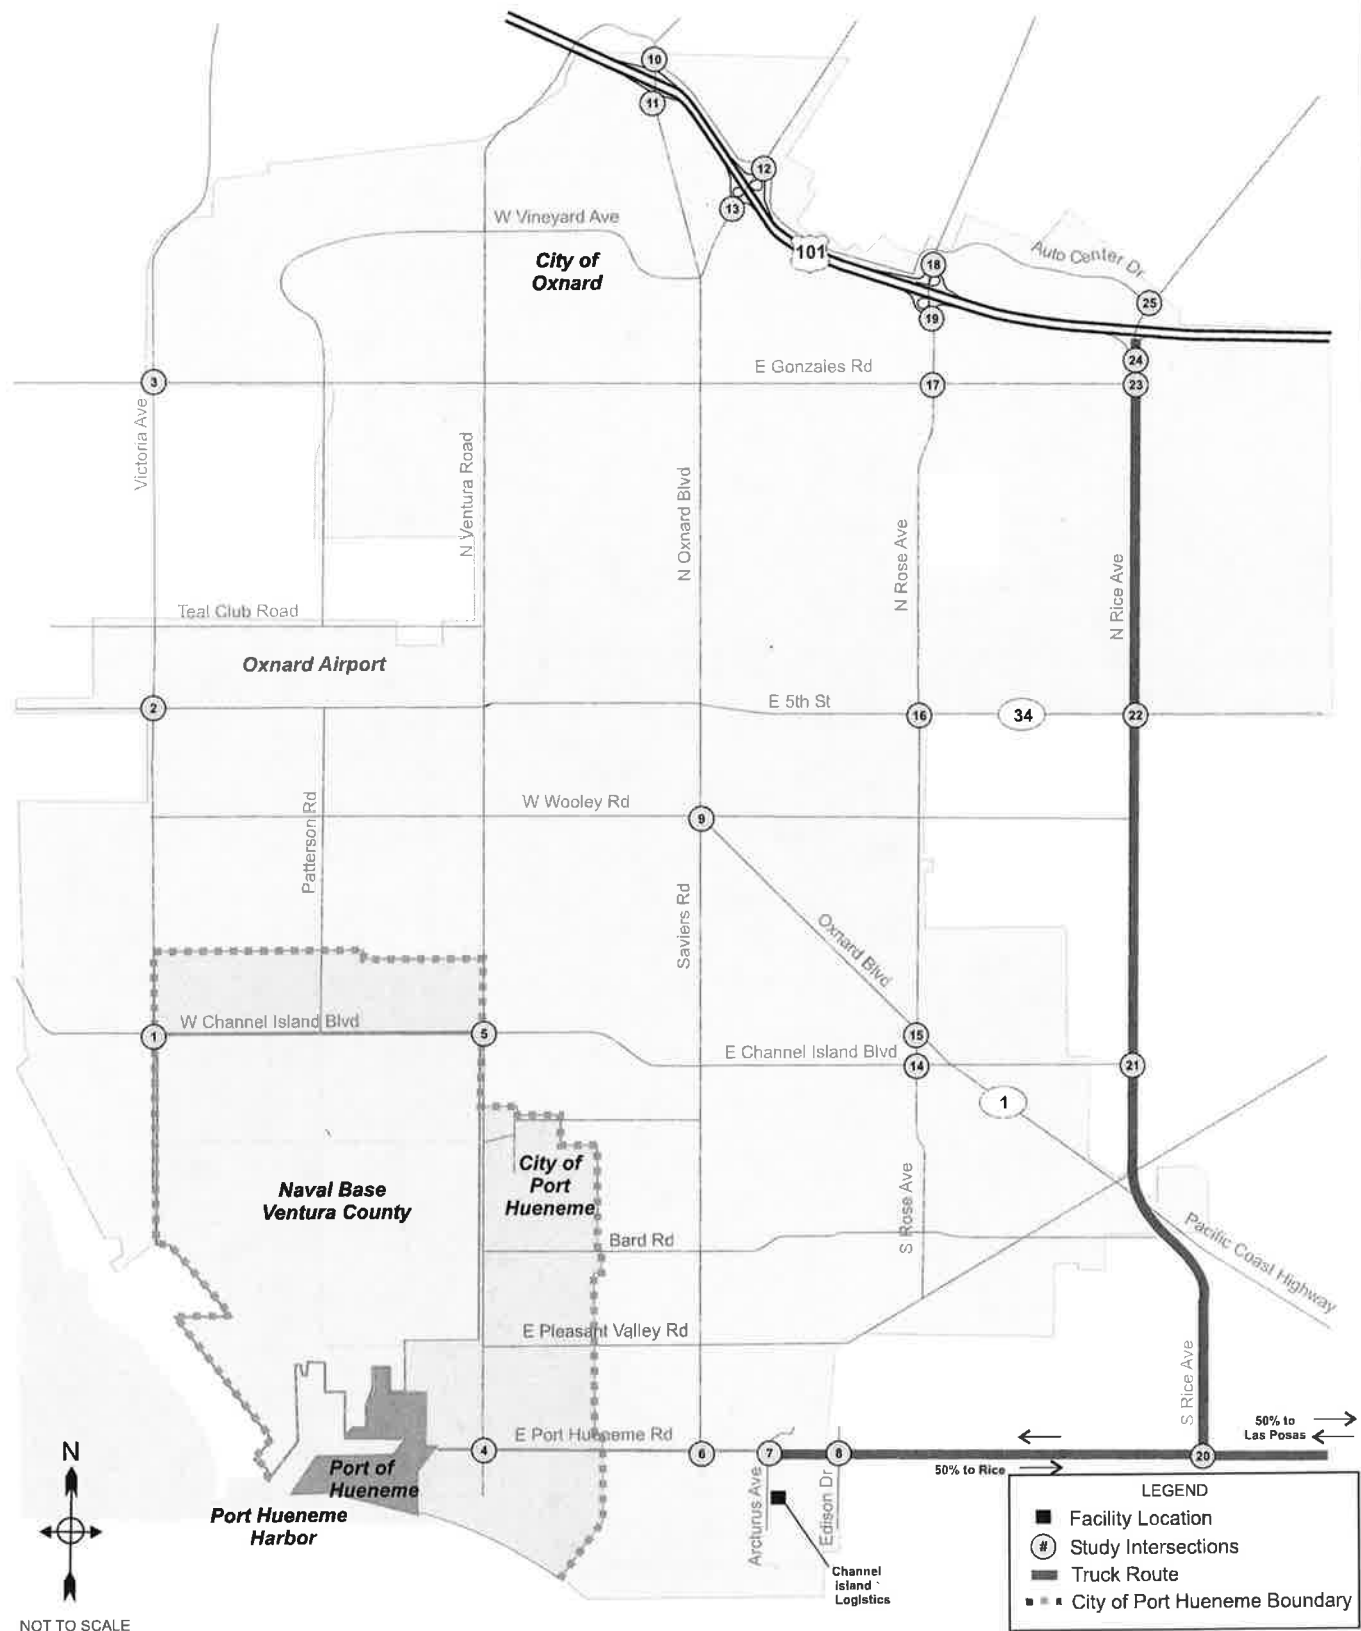 10
11
12
13
W Vineyard Ave
City of
Oxnard
101
18
Auto Center Dr
25
19
24
E Gonzales Rd
3
17
23
Victoria Ave
N Ventura Road
N Oxnard Blvd
N Rose Ave
N Rice Ave
Teal Club Road
Oxnard Airport
2
E 5th St
16
34
22
W Wooley Rd
9
Patterson Rd
Saviers Rd
Oxnard Blvd
W Channel Island Blvd
1
5
15
E Channel Island Blvd
14
21
1
City of
Port
Hueneme
Naval Base
Ventura County
S Rose Ave
Bard Rd
Pacific Coast Highway
E Pleasant Valley Rd
S Rice Ave
50% to
Las Posas
E Port Hueneme Rd
4
6
7
8
20
50% to Rice
N
Port of
Hueneme
Port Hueneme
Harbor
Arcturus Ave
Edison Dr
Channel
island
Logistics
LEGEND
Facility Location
# Study Intersections
Truck Route
City of Port Hueneme Boundary
NOT TO SCALE